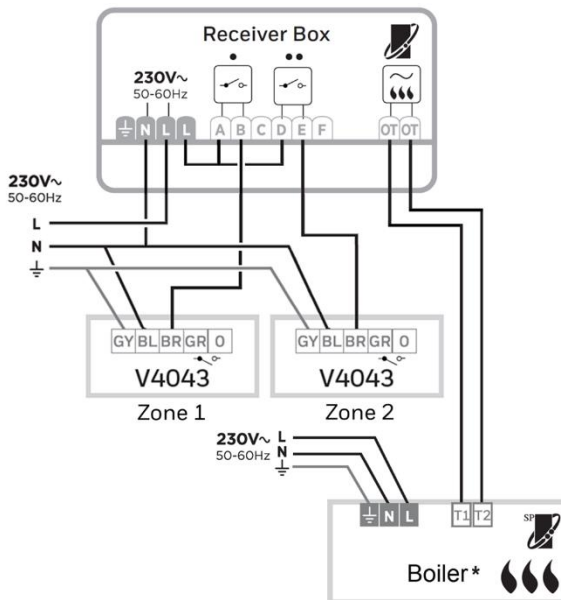 Receiver Box
230V~
50-60Hz
N L L A B C D E F OT OT
230V~
50-60Hz
L
N
GY BL BR GR O
V4043
Zone 1
GY BL BR GR O
V4043
Zone 2
230V~
50-60Hz
L
N
N L T1 T2
SP
Boiler*